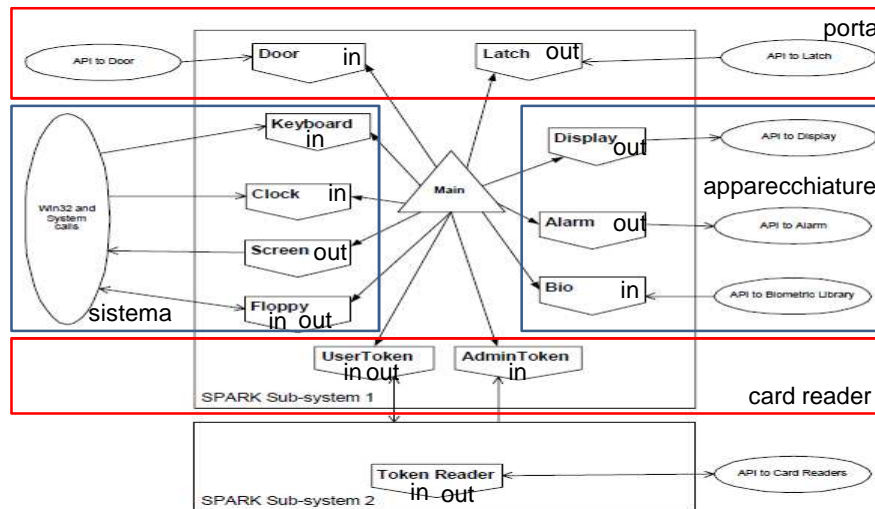 porta
API to Door
Door
in
Latch
out
API to Latch
Keyboard
in
Display
out
API to Display
Main
apparecchiature
Win32 and
System
calls
Clock
in
Alarm
out
API to Alarm
Screen
out
Bio
in
API to Biometric Library
Floppy
in out
sistema
UserToken
in out
AdminToken
in
SPARK Sub-system 1
card reader
Token Reader
in out
API to Card Readers
SPARK Sub-system 2